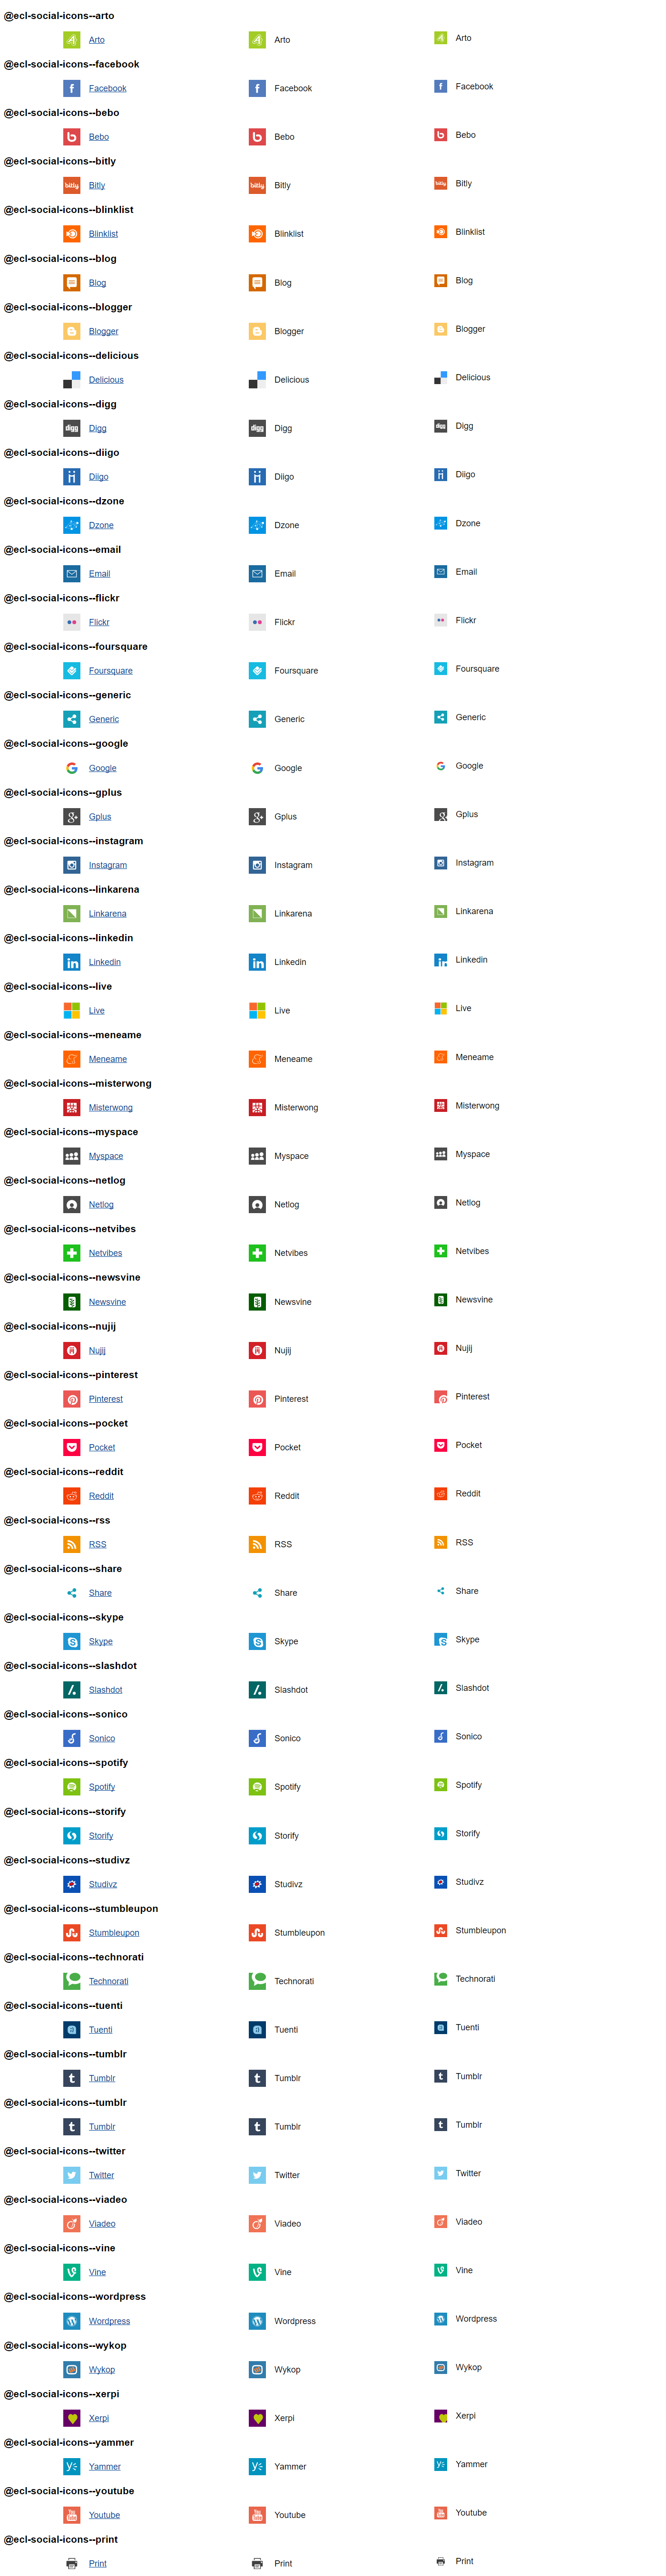 @ecl-social-icons--arto
Arto Arto Arto
@ecl-social-icons--facebook
Facebook Facebook Facebook
@ecl-social-icons--bebo
Bebo Bebo Bebo
@ecl-social-icons--bitly
Bitly Bitly Bitly
@ecl-social-icons--blinklist
Blinklist Blinklist Blinklist
@ecl-social-icons--blog
Blog Blog Blog
@ecl-social-icons--blogger
Blogger Blogger Blogger
@ecl-social-icons--delicious
Delicious Delicious Delicious
@ecl-social-icons--digg
Digg Digg Digg
@ecl-social-icons--diigo
Diigo Diigo Diigo
@ecl-social-icons--dzone
Dzone Dzone Dzone
@ecl-social-icons--email
Email Email Email
@ecl-social-icons--flickr
Flickr Flickr Flickr
@ecl-social-icons--foursquare
Foursquare Foursquare Foursquare
@ecl-social-icons--generic
Generic Generic Generic
@ecl-social-icons--google
Google Google Google
@ecl-social-icons--gplus
Gplus Gplus Gplus
@ecl-social-icons--instagram
Instagram Instagram Instagram
@ecl-social-icons--linkarena
Linkarena Linkarena Linkarena
@ecl-social-icons--linkedin
Linkedin Linkedin Linkedin
@ecl-social-icons--live
Live Live Live
@ecl-social-icons--meneame
Meneame Meneame Meneame
@ecl-social-icons--misterwong
Misterwong Misterwong Misterwong
@ecl-social-icons--myspace
Myspace Myspace Myspace
@ecl-social-icons--netlog
Netlog Netlog Netlog
@ecl-social-icons--netvibes
Netvibes Netvibes Netvibes
@ecl-social-icons--newsvine
Newsvine Newsvine Newsvine
@ecl-social-icons--nujij
Nujij Nujij Nujij
@ecl-social-icons--pinterest
Pinterest Pinterest Pinterest
@ecl-social-icons--pocket
Pocket Pocket Pocket
@ecl-social-icons--reddit
Reddit Reddit Reddit
@ecl-social-icons--rss
RSS RSS RSS
@ecl-social-icons--share
Share Share Share
@ecl-social-icons--skype
Skype Skype Skype
@ecl-social-icons--slashdot
Slashdot Slashdot Slashdot
@ecl-social-icons--sonico
Sonico Sonico Sonico
@ecl-social-icons--spotify
Spotify Spotify Spotify
@ecl-social-icons--storify
Storify Storify Storify
@ecl-social-icons--studivz
Studivz Studivz Studivz
@ecl-social-icons--stumbleupon
Stumbleupon Stumbleupon Stumbleupon
@ecl-social-icons--technorati
Technorati Technorati Technorati
@ecl-social-icons--tuenti
Tuenti Tuenti Tuenti
@ecl-social-icons--tumblr
Tumblr Tumblr Tumblr
@ecl-social-icons--tumblr
Tumblr Tumblr Tumblr
@ecl-social-icons--twitter
Twitter Twitter Twitter
@ecl-social-icons--viadeo
Viadeo Viadeo Viadeo
@ecl-social-icons--vine
Vine Vine Vine
@ecl-social-icons--wordpress
Wordpress Wordpress Wordpress
@ecl-social-icons--wykop
Wykop Wykop Wykop
@ecl-social-icons--xerpi
Xerpi Xerpi Xerpi
@ecl-social-icons--yammer
Yammer Yammer Yammer
@ecl-social-icons--youtube
Youtube Youtube Youtube
@ecl-social-icons--print
Print Print Print